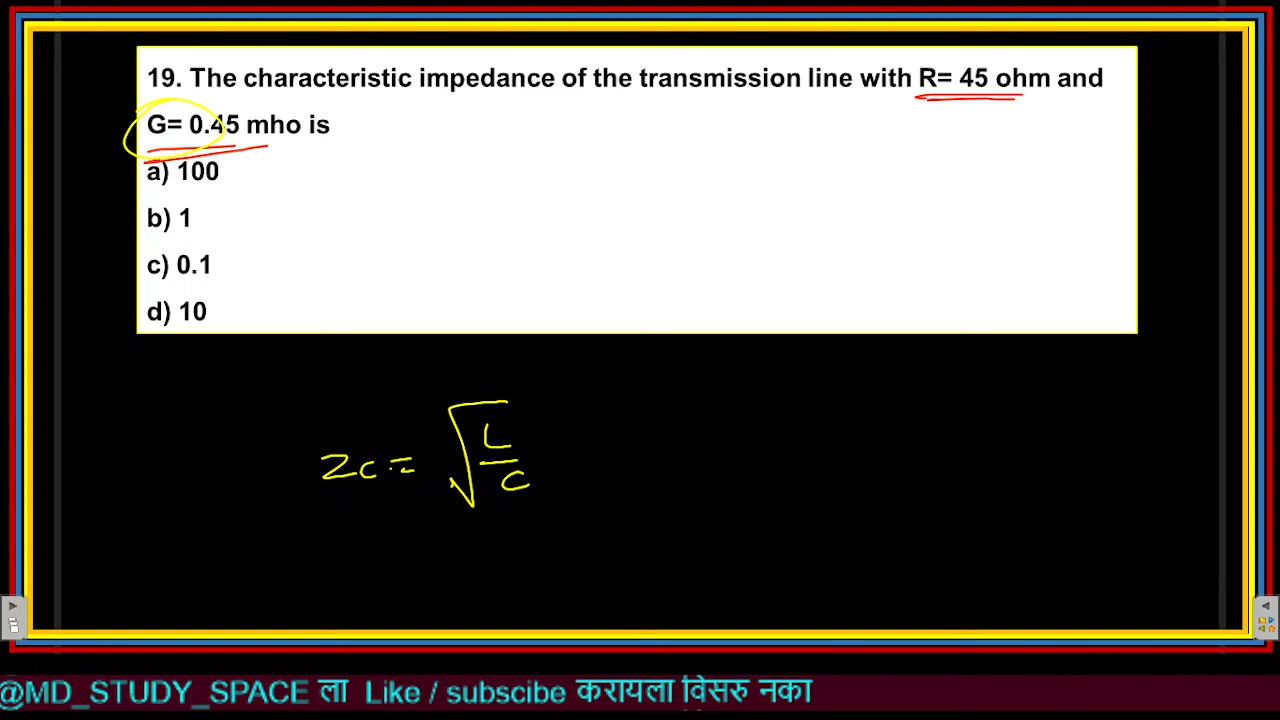 19. The characteristic impedance of the transmission line with R= 45 ohm and
G= 0.45 mho is
a) 100
b) 1
c) 0.1
d) 10
Zc = √L/C
@MD_STUDY_SPACE ला Like / subscibe करायला विसरु नका